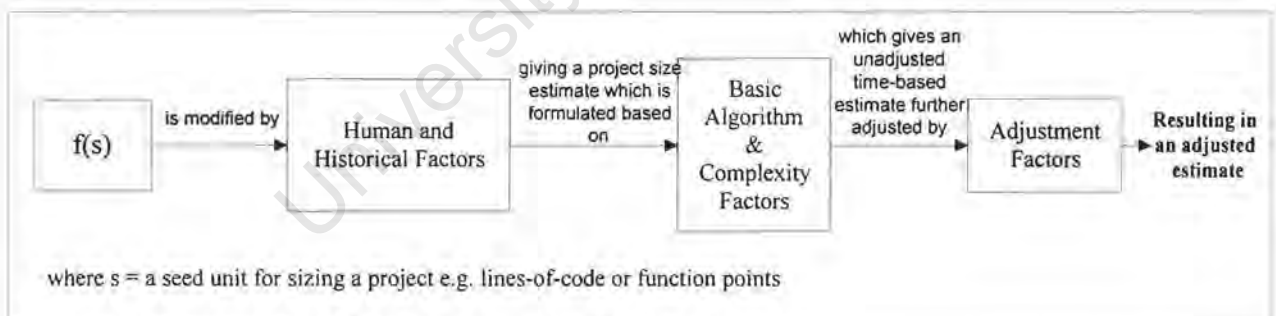 f(s)
is modified by
Human and
Historical Factors
giving a project size
estimate which is
formulated based
on
Basic
Algorithm
&
Complexity
Factors
which gives an
unadjusted
time-based
estimate further
adjusted by
Adjustment
Factors
Resulting in
an adjusted
estimate
where s = a seed unit for sizing a project e.g. lines-of-code or function points
University